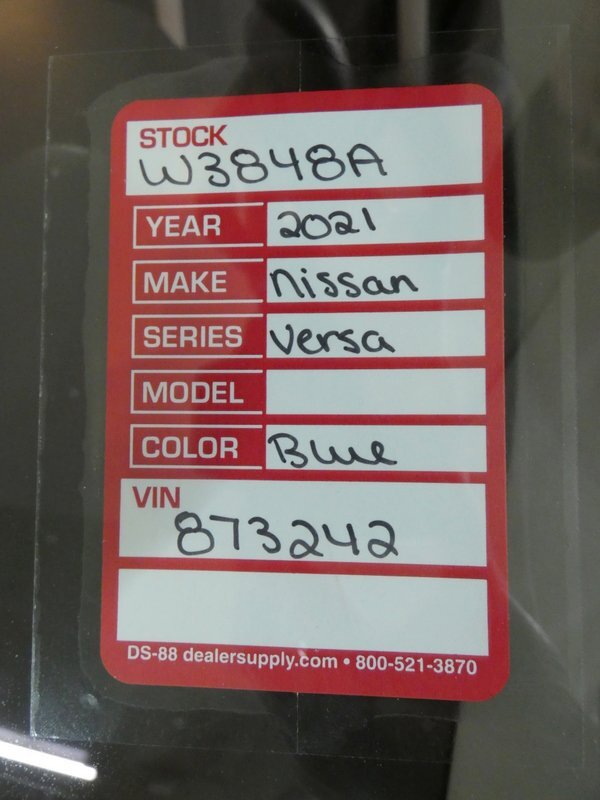 STOCK
W3848A
YEAR 2021
MAKE nissan
SERIES Versa
MODEL
COLOR Blue
VIN
873242
DS-88 dealersupply.com • 800-521-3870